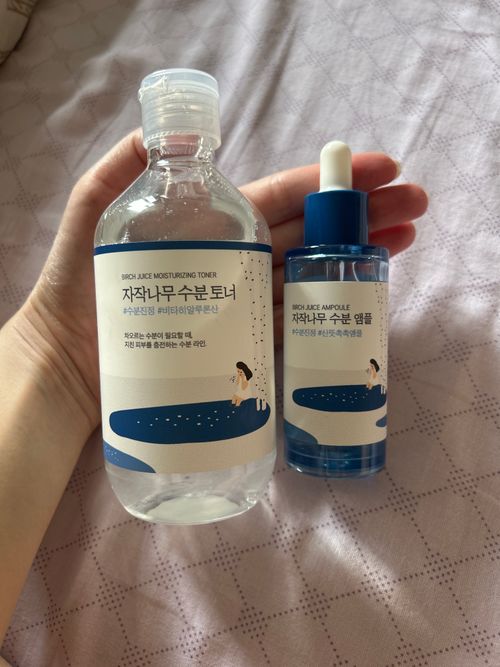 BIRCH JUICE MOISTURIZING TONER
자작나무 수분 토너
#수분진정 #비타히알루론산
차오르는 수분이 필요할 때,
지친 피부를 충전하는 수분 라인.
BIRCH JUICE AMPOULE
자작나무 수분 앰플
#수분진정 #산뜻촉촉앰플